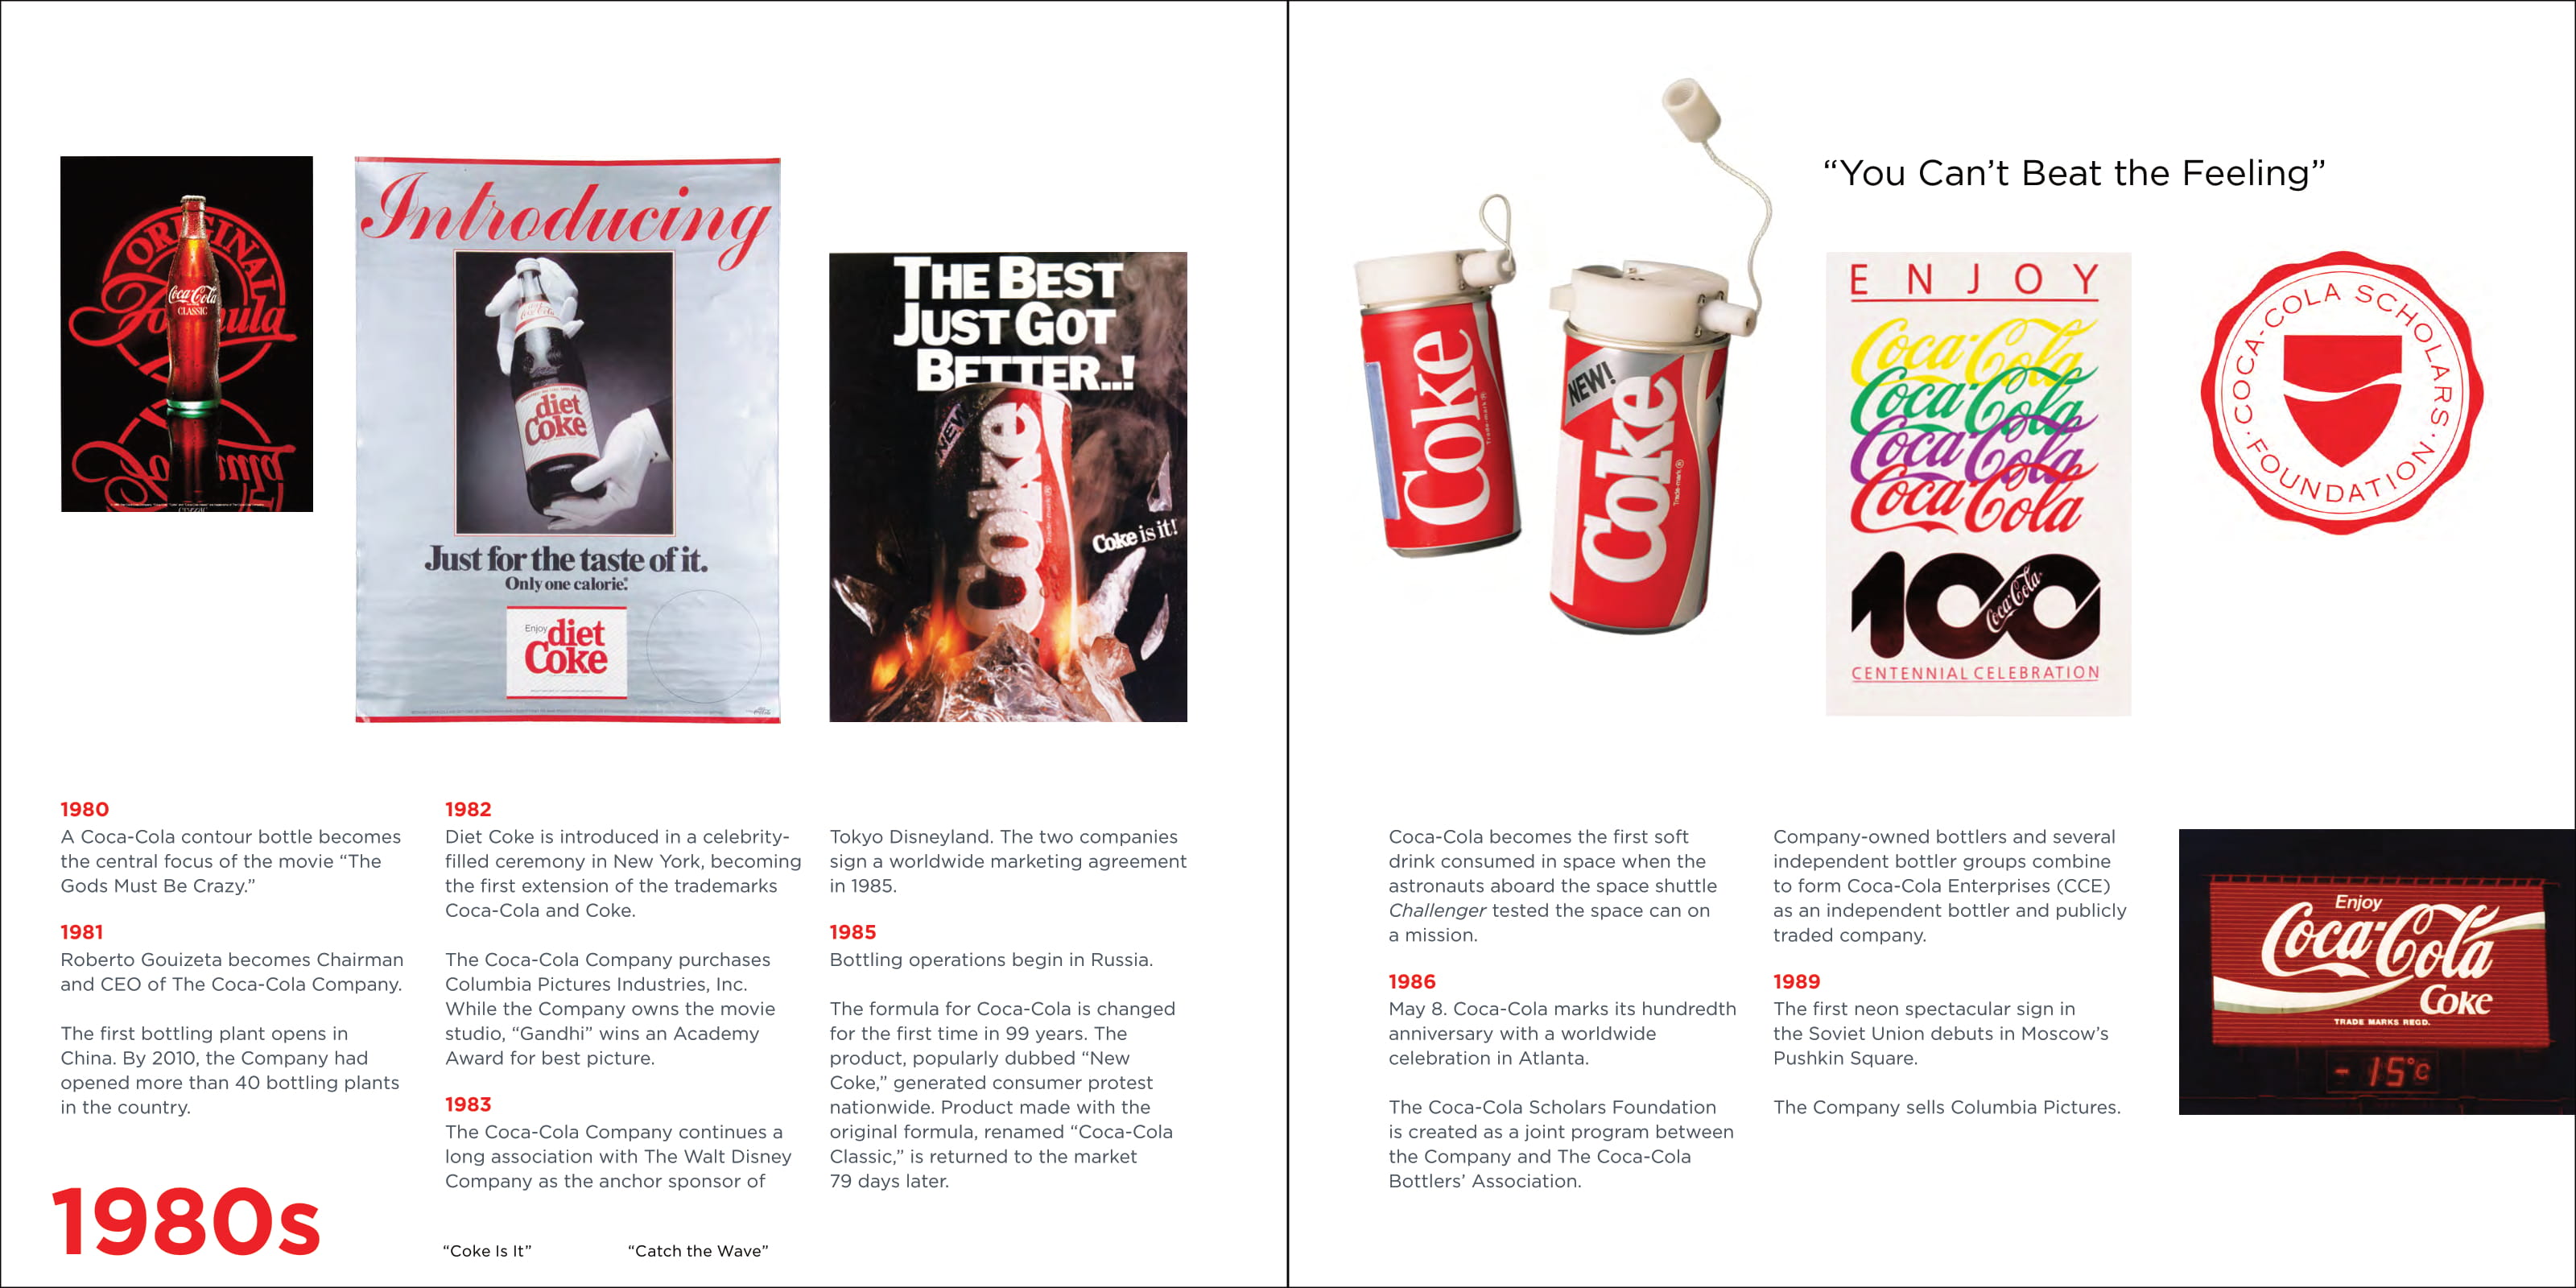 ORIGINAL
Formula
Coca-Cola
CLASSIC
Introducing
diet
Coke
Just for the taste of it.
Only one calorie.
Enjoy
diet
Coke
THE BEST
JUST GOT
BETTER..!
NEW
Coke
Coke is it!
Coke
Trade-mark ®
NEW!
Coke
Trade-mark ®
“You Can’t Beat the Feeling”
ENJOY
Coca-Cola
Coca-Cola
Coca-Cola
Coca-Cola
100
Coca-Cola
CENTENNIAL CELEBRATION
COCA-COLA SCHOLARS
· FOUNDATION ·
1980
A Coca-Cola contour bottle becomes
the central focus of the movie “The
Gods Must Be Crazy.”
1981
Roberto Gouizeta becomes Chairman
and CEO of The Coca-Cola Company.
The first bottling plant opens in
China. By 2010, the Company had
opened more than 40 bottling plants
in the country.
1982
Diet Coke is introduced in a celebrity-
filled ceremony in New York, becoming
the first extension of the trademarks
Coca-Cola and Coke.
The Coca-Cola Company purchases
Columbia Pictures Industries, Inc.
While the Company owns the movie
studio, “Gandhi” wins an Academy
Award for best picture.
1983
The Coca-Cola Company continues a
long association with The Walt Disney
Company as the anchor sponsor of
Tokyo Disneyland. The two companies
sign a worldwide marketing agreement
in 1985.
1985
Bottling operations begin in Russia.
The formula for Coca-Cola is changed
for the first time in 99 years. The
product, popularly dubbed “New
Coke,” generated consumer protest
nationwide. Product made with the
original formula, renamed “Coca-Cola
Classic,” is returned to the market
79 days later.
1980s
“Coke Is It”
“Catch the Wave”
Coca-Cola becomes the first soft
drink consumed in space when the
astronauts aboard the space shuttle
Challenger tested the space can on
a mission.
1986
May 8. Coca-Cola marks its hundredth
anniversary with a worldwide
celebration in Atlanta.
The Coca-Cola Scholars Foundation
is created as a joint program between
the Company and The Coca-Cola
Bottlers’ Association.
Company-owned bottlers and several
independent bottler groups combine
to form Coca-Cola Enterprises (CCE)
as an independent bottler and publicly
traded company.
1989
The first neon spectacular sign in
the Soviet Union debuts in Moscow’s
Pushkin Square.
The Company sells Columbia Pictures.
Enjoy
Coca-Cola
Coke
TRADE MARKS REGD.
- 15°C